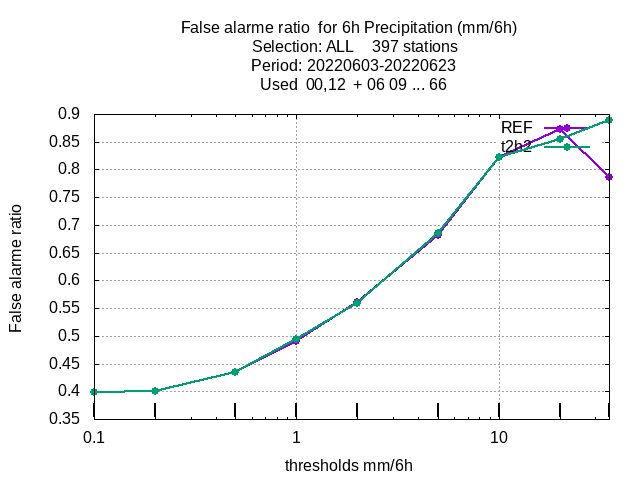 False alarme ratio  for 6h Precipitation (mm/6h)
Selection: ALL    397 stations
Period: 20220603-20220623
Used  00,12  + 06 09 ... 66
0.9
0.85
0.8
0.75
0.7
0.65
0.6
0.55
0.5
0.45
0.4
0.35
False alarme ratio
REF
t2h2
0.1
1
10
thresholds mm/6h